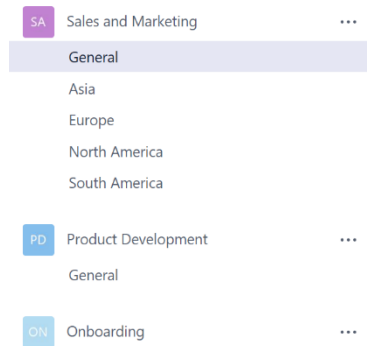 SA Sales and Marketing ...
General
Asia
Europe
North America
South America
PD Product Development ...
General
ON Onboarding ...